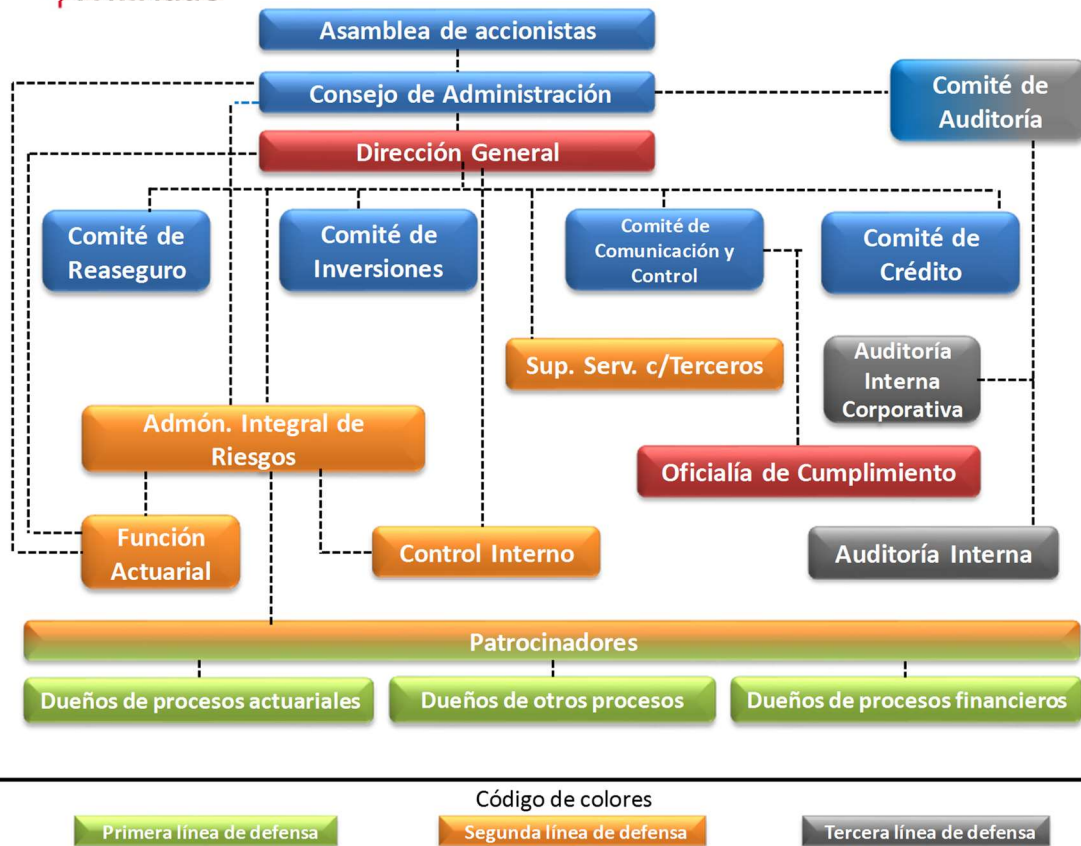 Asamblea de accionistas
Consejo de Administración
Comité de
Auditoría
Dirección General
Comité de
Reaseguro
Comité de
Inversiones
Comité de
Comunicación y
Control
Comité de
Crédito
Sup. Serv. c/Terceros
Auditoría
Interna
Corporativa
Admón. Integral de
Riesgos
Oficialía de Cumplimiento
Función
Actuarial
Control Interno
Auditoría Interna
Patrocinadores
Dueños de procesos actuariales
Dueños de otros procesos
Dueños de procesos financieros
Código de colores
Primera línea de defensa
Segunda línea de defensa
Tercera línea de defensa